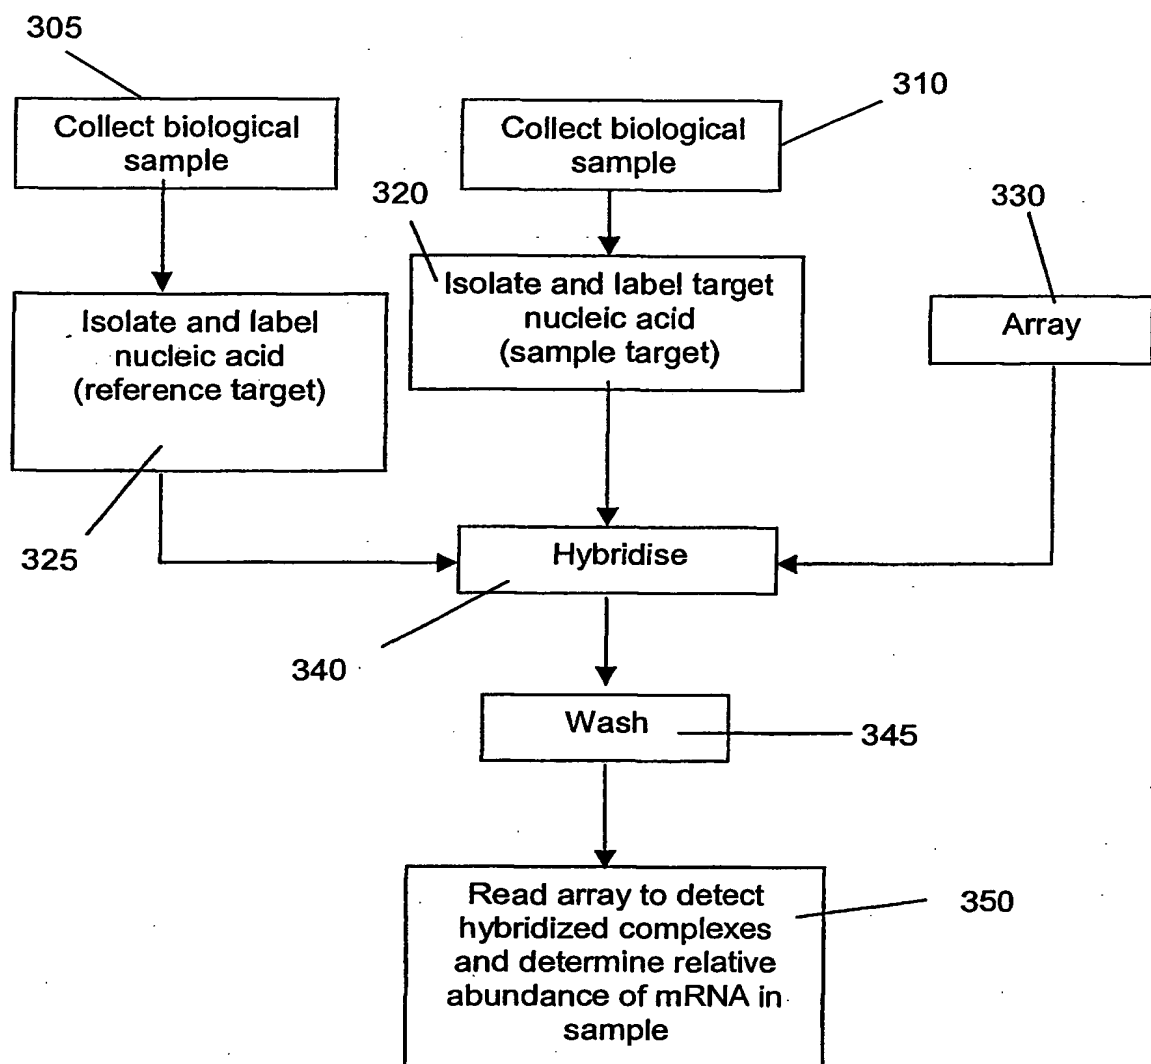 305
310
Collect biological
sample
Collect biological
sample
320
330
Isolate and label
nucleic acid
(reference target)
Isolate and label target
nucleic acid
(sample target)
Array
325
Hybridise
340
Wash
345
Read array to detect
hybridized complexes
and determine relative
abundance of mRNA in
sample
350